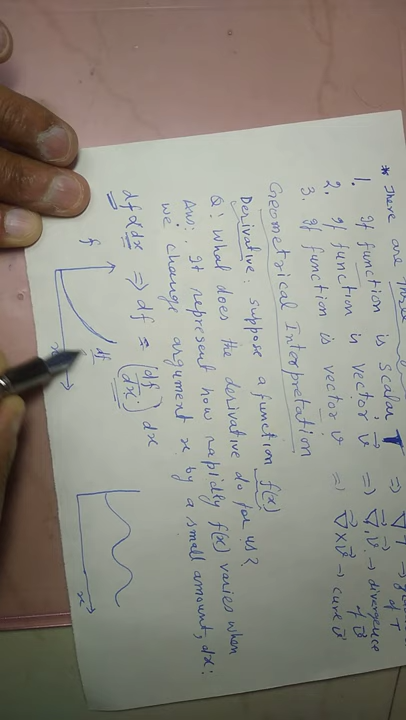 * There are Three
1. If function is Scalar T => ∇T → of T
2. If function is vector v⃗ => ∇⃗.v⃗ → divergence of v⃗
3. If function is vector v => ∇⃗×v⃗ → curl v⃗
Geometrical Interpretation
Derivative: Suppose a function f(x)
Q: What does the derivative do for us?
Ans: It represent how rapidly f(x) varies when
we change argument x by a small amount, dx:
df α dx => df = (df/dx) dx
f
df
x
x